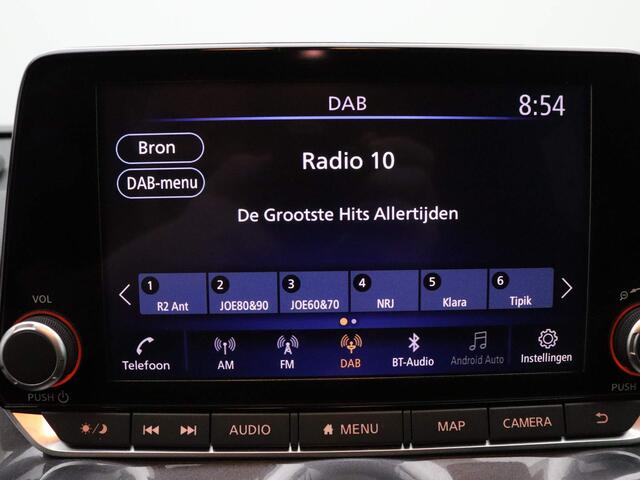 DAB
8:54
Bron
Radio 10
DAB-menu
De Grootste Hits Allertijden
1 2 3 4 5 6
R2 Ant JOE80&90 JOE60&70 NRJ Klara Tipik
VOL
Telefoon AM FM DAB BT-Audio Android Auto Instellingen
PUSH
PUSH
AUDIO MENU MAP CAMERA